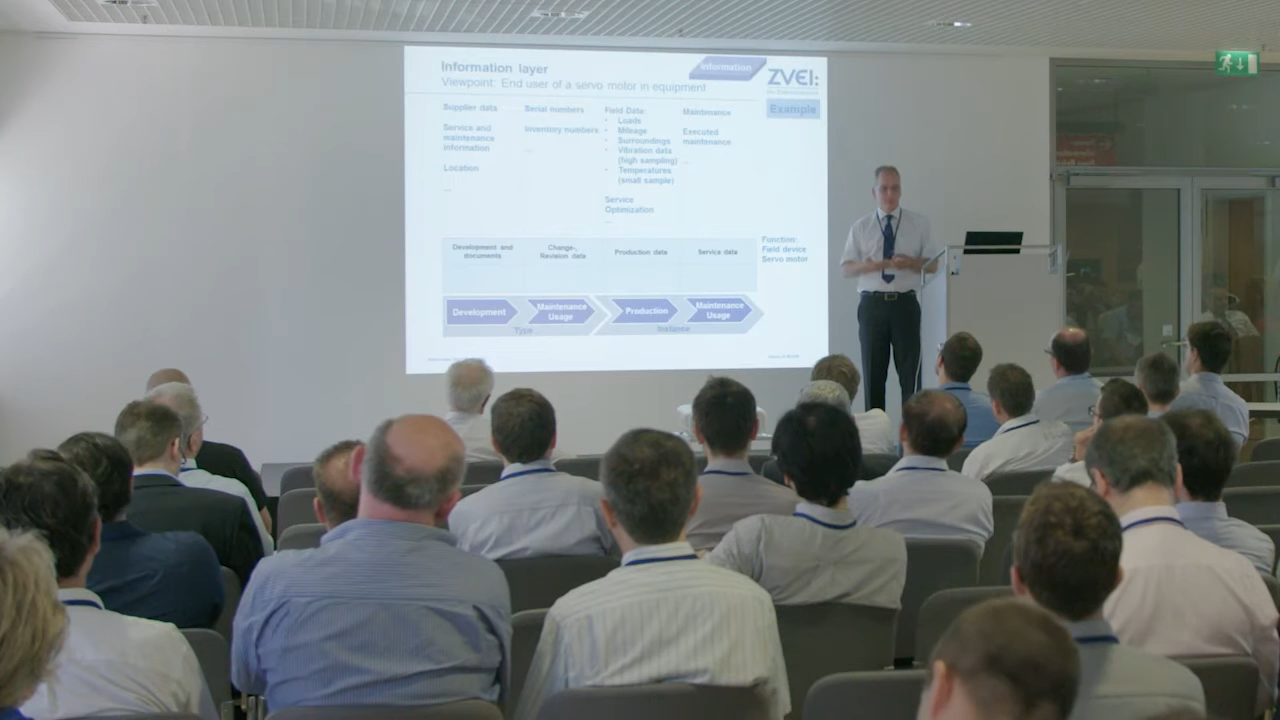 Information layer
Viewpoint: End user of a servo motor in equipment
Information
ZVEI:
Example
Supplier data
Service and
maintenance
information
Location
...
Serial numbers
Inventory numbers
...
Field Data:
• Loads
• Mileage
• Surroundings
• Vibration data
(high sampling)
• Temperatures
(small sample)
Service
Optimization
...
Maintenance
Executed
maintenance
...
Development and
documents
Change-,
Revision data
Production data
Service data
Function:
Field device
Servo motor
Development
Maintenance
Usage
Production
Maintenance
Usage
Type
Instance